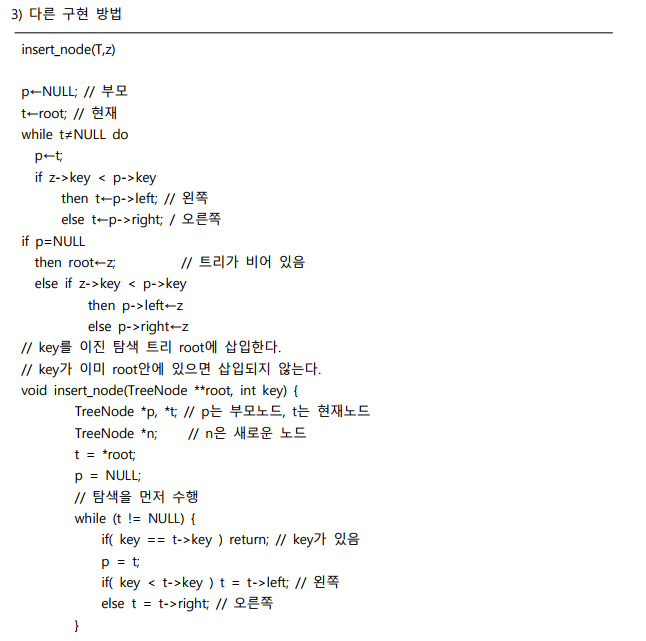 3) 다른 구현 방법
insert_node(T,z)
p←NULL; // 부모
t←root; // 현재
while t≠NULL do
p←t;
if z->key < p->key
then t←p->left; // 왼쪽
else t←p->right; / 오른쪽
if p=NULL
then root←z; // 트리가 비어 있음
else if z->key < p->key
then p->left←z
else p->right←z
// key를 이진 탐색 트리 root에 삽입한다.
// key가 이미 root안에 있으면 삽입되지 않는다.
void insert_node(TreeNode **root, int key) {
TreeNode *p, *t; // p는 부모노드, t는 현재노드
TreeNode *n; // n은 새로운 노드
t = *root;
p = NULL;
// 탐색을 먼저 수행
while (t != NULL) {
if( key == t->key ) return; // key가 있음
p = t;
if( key < t->key ) t = t->left; // 왼쪽
else t = t->right; // 오른쪽
}